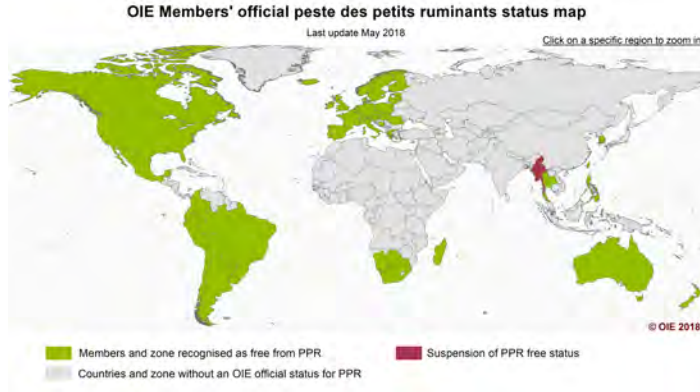 OIE Members' official peste des petits ruminants status map
Last update May 2018
Click on a specific region to zoom in
© OIE 2018
Members and zone recognised as free from PPR
Suspension of PPR free status
Countries and zone without an OIE official status for PPR